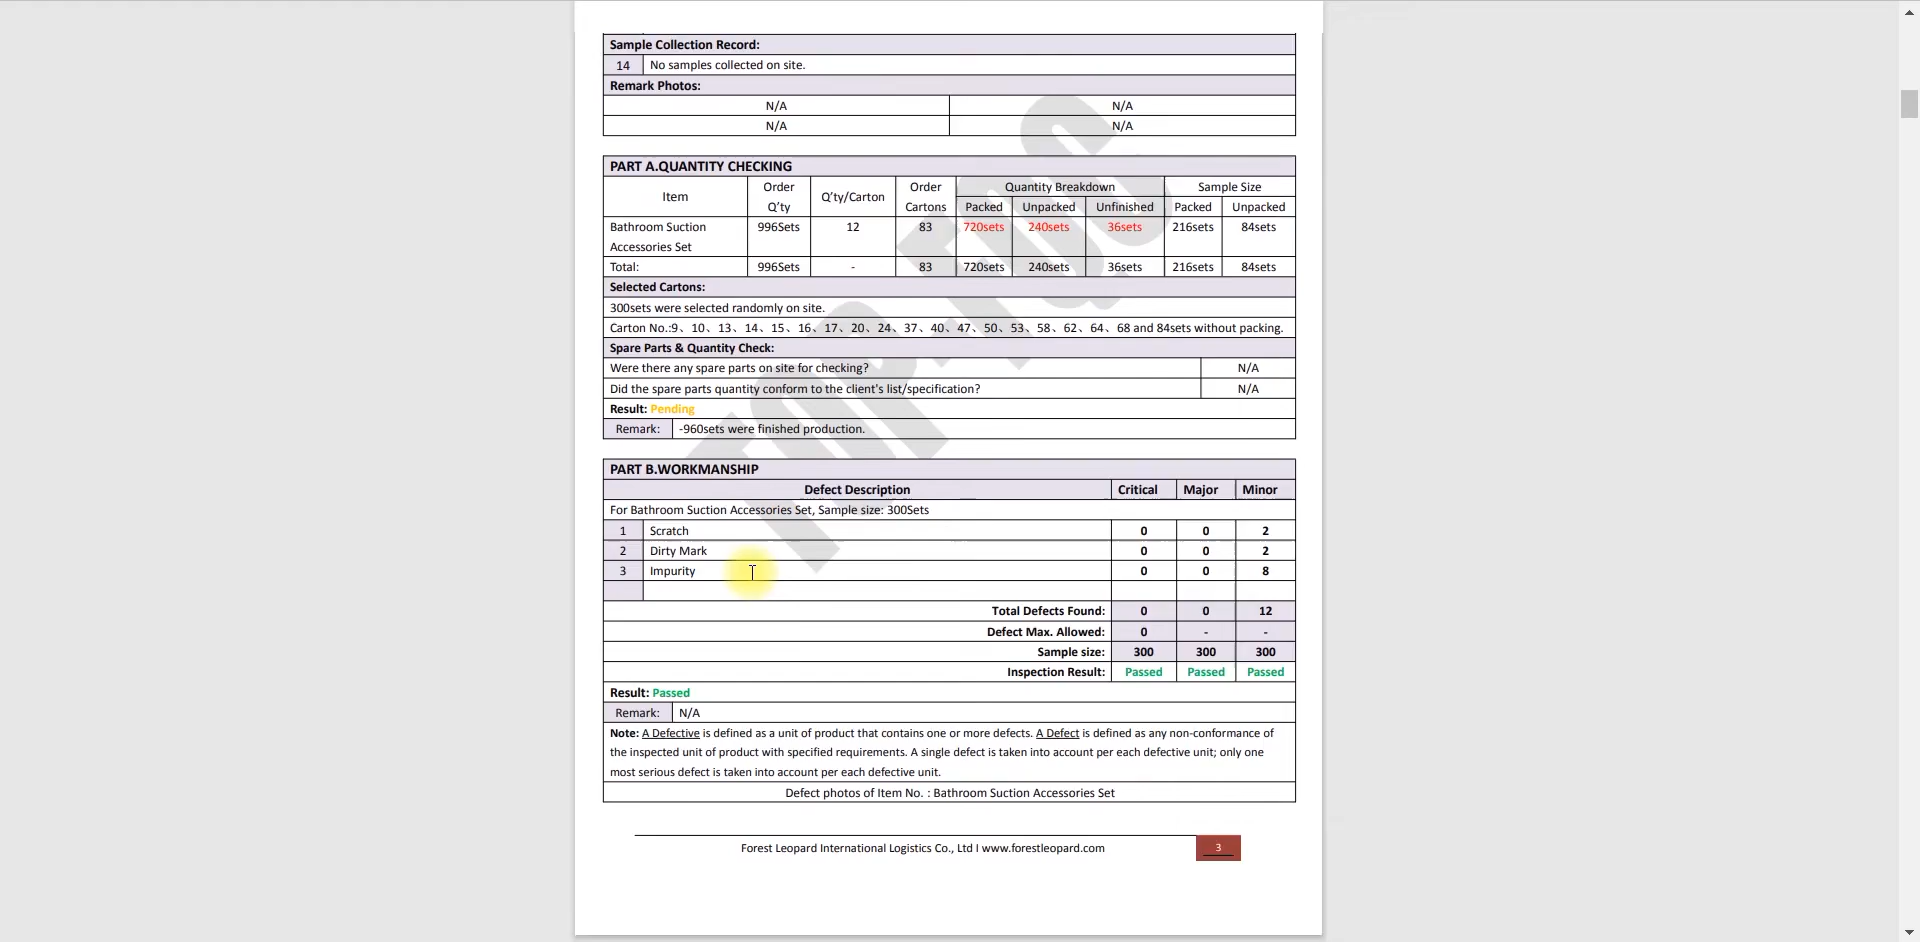 Sample Collection Record:
14 No samples collected on site.
Remark Photos:
N/A N/A
N/A N/A
PART A.QUANTITY CHECKING
Item Order Q'ty Q'ty/Carton Order Cartons Quantity Breakdown Sample Size
Packed Unpacked Unfinished Packed Unpacked
Bathroom Suction Accessories Set 996Sets 12 83 720sets 240sets 36sets 216sets 84sets
Total: 996Sets - 83 720sets 240sets 36sets 216sets 84sets
Selected Cartons:
300sets were selected randomly on site.
Carton No.:9、10、13、14、15、16、17、20、24、37、40、47、50、53、58、62、64、68 and 84sets without packing.
Spare Parts & Quantity Check:
Were there any spare parts on site for checking? N/A
Did the spare parts quantity conform to the client's list/specification? N/A
Result: Pending
Remark: -960sets were finished production.
PART B.WORKMANSHIP
Defect Description Critical Major Minor
For Bathroom Suction Accessories Set, Sample size: 300Sets
1 Scratch 0 0 2
2 Dirty Mark 0 0 2
3 Impurity 0 0 8
Total Defects Found: 0 0 12
Defect Max. Allowed: 0 - -
Sample size: 300 300 300
Inspection Result: Passed Passed Passed
Result: Passed
Remark: N/A
Note: A Defective is defined as a unit of product that contains one or more defects. A Defect is defined as any non-conformance of
the inspected unit of product with specified requirements. A single defect is taken into account per each defective unit; only one
most serious defect is taken into account per each defective unit.
Defect photos of Item No. : Bathroom Suction Accessories Set
Forest Leopard International Logistics Co., Ltd I www.forestleopard.com 3
TOP-FQC